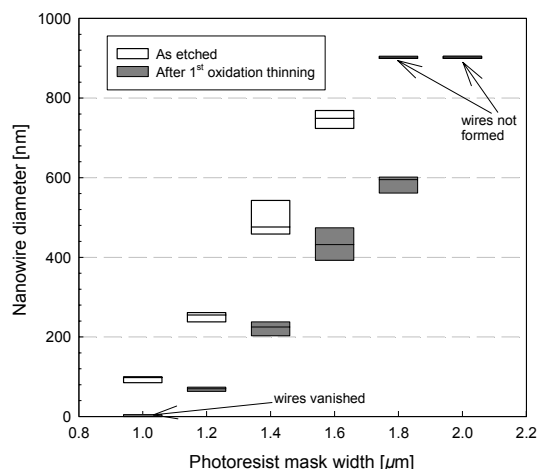 1000
800
600
400
200
0
Nanowire diameter [nm]
As etched
After 1st oxidation thinning
wires not
formed
wires vanished
0.8 1.0 1.2 1.4 1.6 1.8 2.0 2.2
Photoresist mask width [µm]